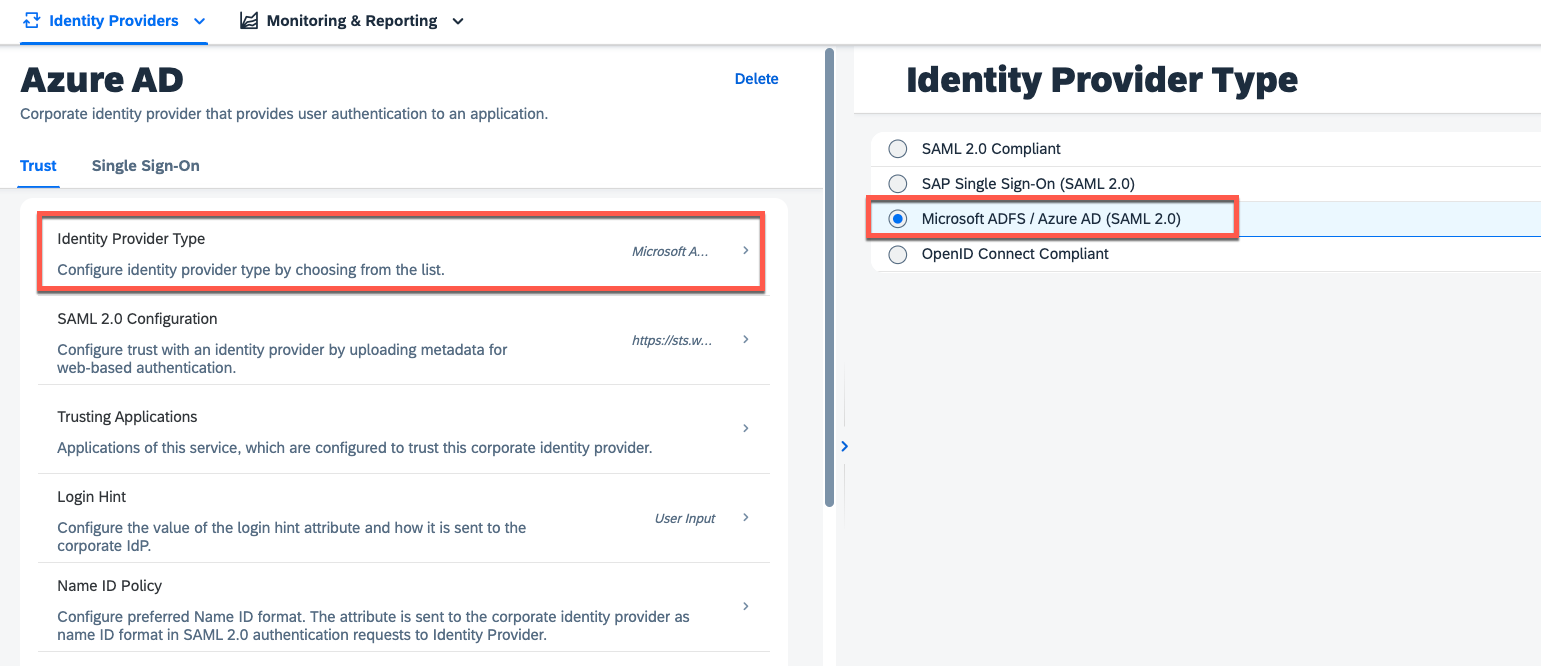 Identity Providers
Monitoring & Reporting
Azure AD
Delete
Corporate identity provider that provides user authentication to an application.
Trust
Single Sign-On
Identity Provider Type
Configure identity provider type by choosing from the list.
Microsoft A...
SAML 2.0 Configuration
Configure trust with an identity provider by uploading metadata for
web-based authentication.
https://sts.w...
Trusting Applications
Applications of this service, which are configured to trust this corporate identity provider.
Login Hint
Configure the value of the login hint attribute and how it is sent to the
corporate IdP.
User Input
Name ID Policy
Configure preferred Name ID format. The attribute is sent to the corporate identity provider as
name ID format in SAML 2.0 authentication requests to Identity Provider.
Identity Provider Type
SAML 2.0 Compliant
SAP Single Sign-On (SAML 2.0)
Microsoft ADFS / Azure AD (SAML 2.0)
OpenID Connect Compliant